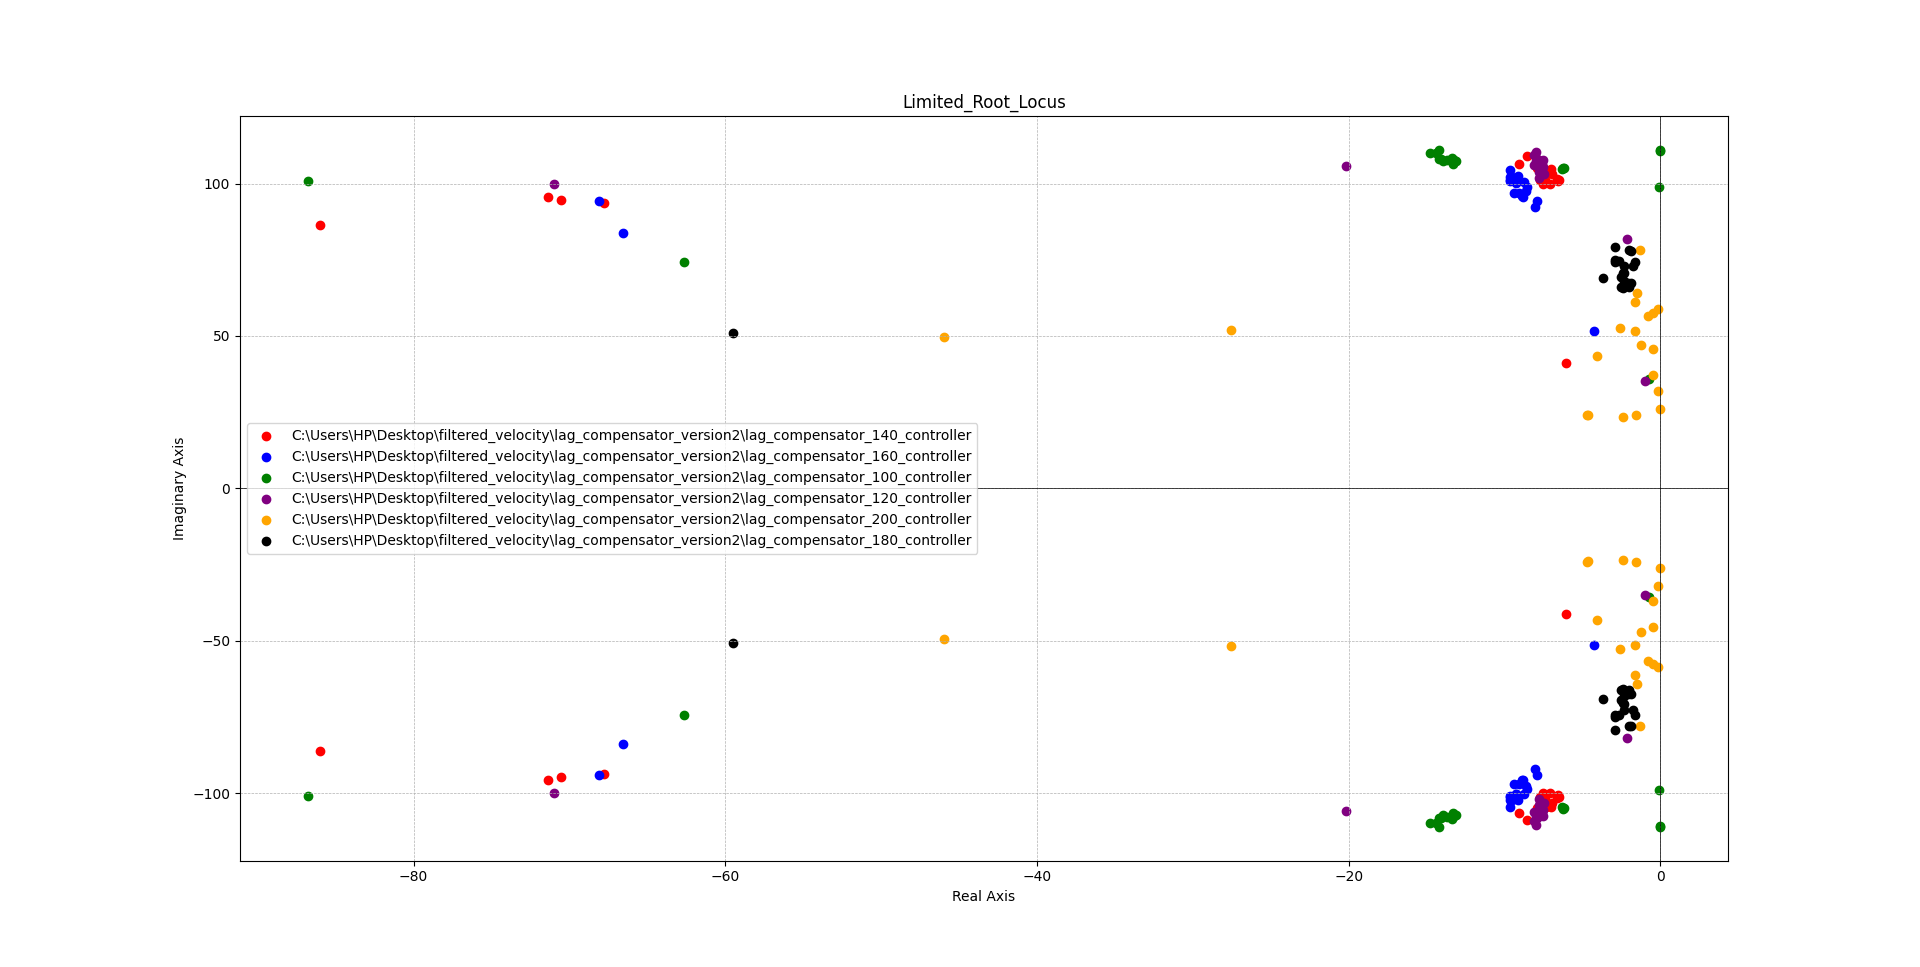 Limited_Root_Locus
100
50
0
−50
−100
Imaginary Axis
C:\Users\HP\Desktop\filtered_velocity\lag_compensator_version2\lag_compensator_140_controller
C:\Users\HP\Desktop\filtered_velocity\lag_compensator_version2\lag_compensator_160_controller
C:\Users\HP\Desktop\filtered_velocity\lag_compensator_version2\lag_compensator_100_controller
C:\Users\HP\Desktop\filtered_velocity\lag_compensator_version2\lag_compensator_120_controller
C:\Users\HP\Desktop\filtered_velocity\lag_compensator_version2\lag_compensator_200_controller
C:\Users\HP\Desktop\filtered_velocity\lag_compensator_version2\lag_compensator_180_controller
−80 −60 −40 −20 0
Real Axis